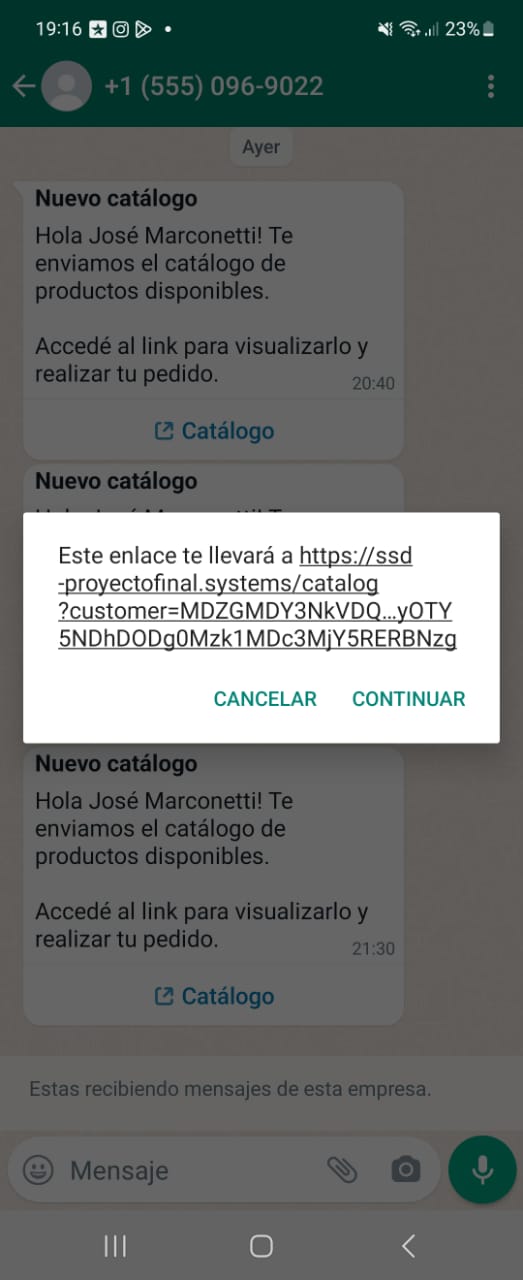 19:16
23%
+1 (555) 096-9022
Ayer
Nuevo catálogo
Hola José Marconetti! Te
enviamos el catálogo de
productos disponibles.
Accedé al link para visualizarlo y
realizar tu pedido.
20:40
Catálogo
Nuevo catálogo
Este enlace te llevará a https://ssd
-proyectofinal.systems/catalog
?customer=MDZGMDY3NkVDQ...yOTY
5NDhDODg0Mzk1MDc3MjY5RERBNzg
CANCELAR CONTINUAR
Nuevo catálogo
Hola José Marconetti! Te
enviamos el catálogo de
productos disponibles.
Accedé al link para visualizarlo y
realizar tu pedido.
21:30
Catálogo
Estas recibiendo mensajes de esta empresa.
Mensaje